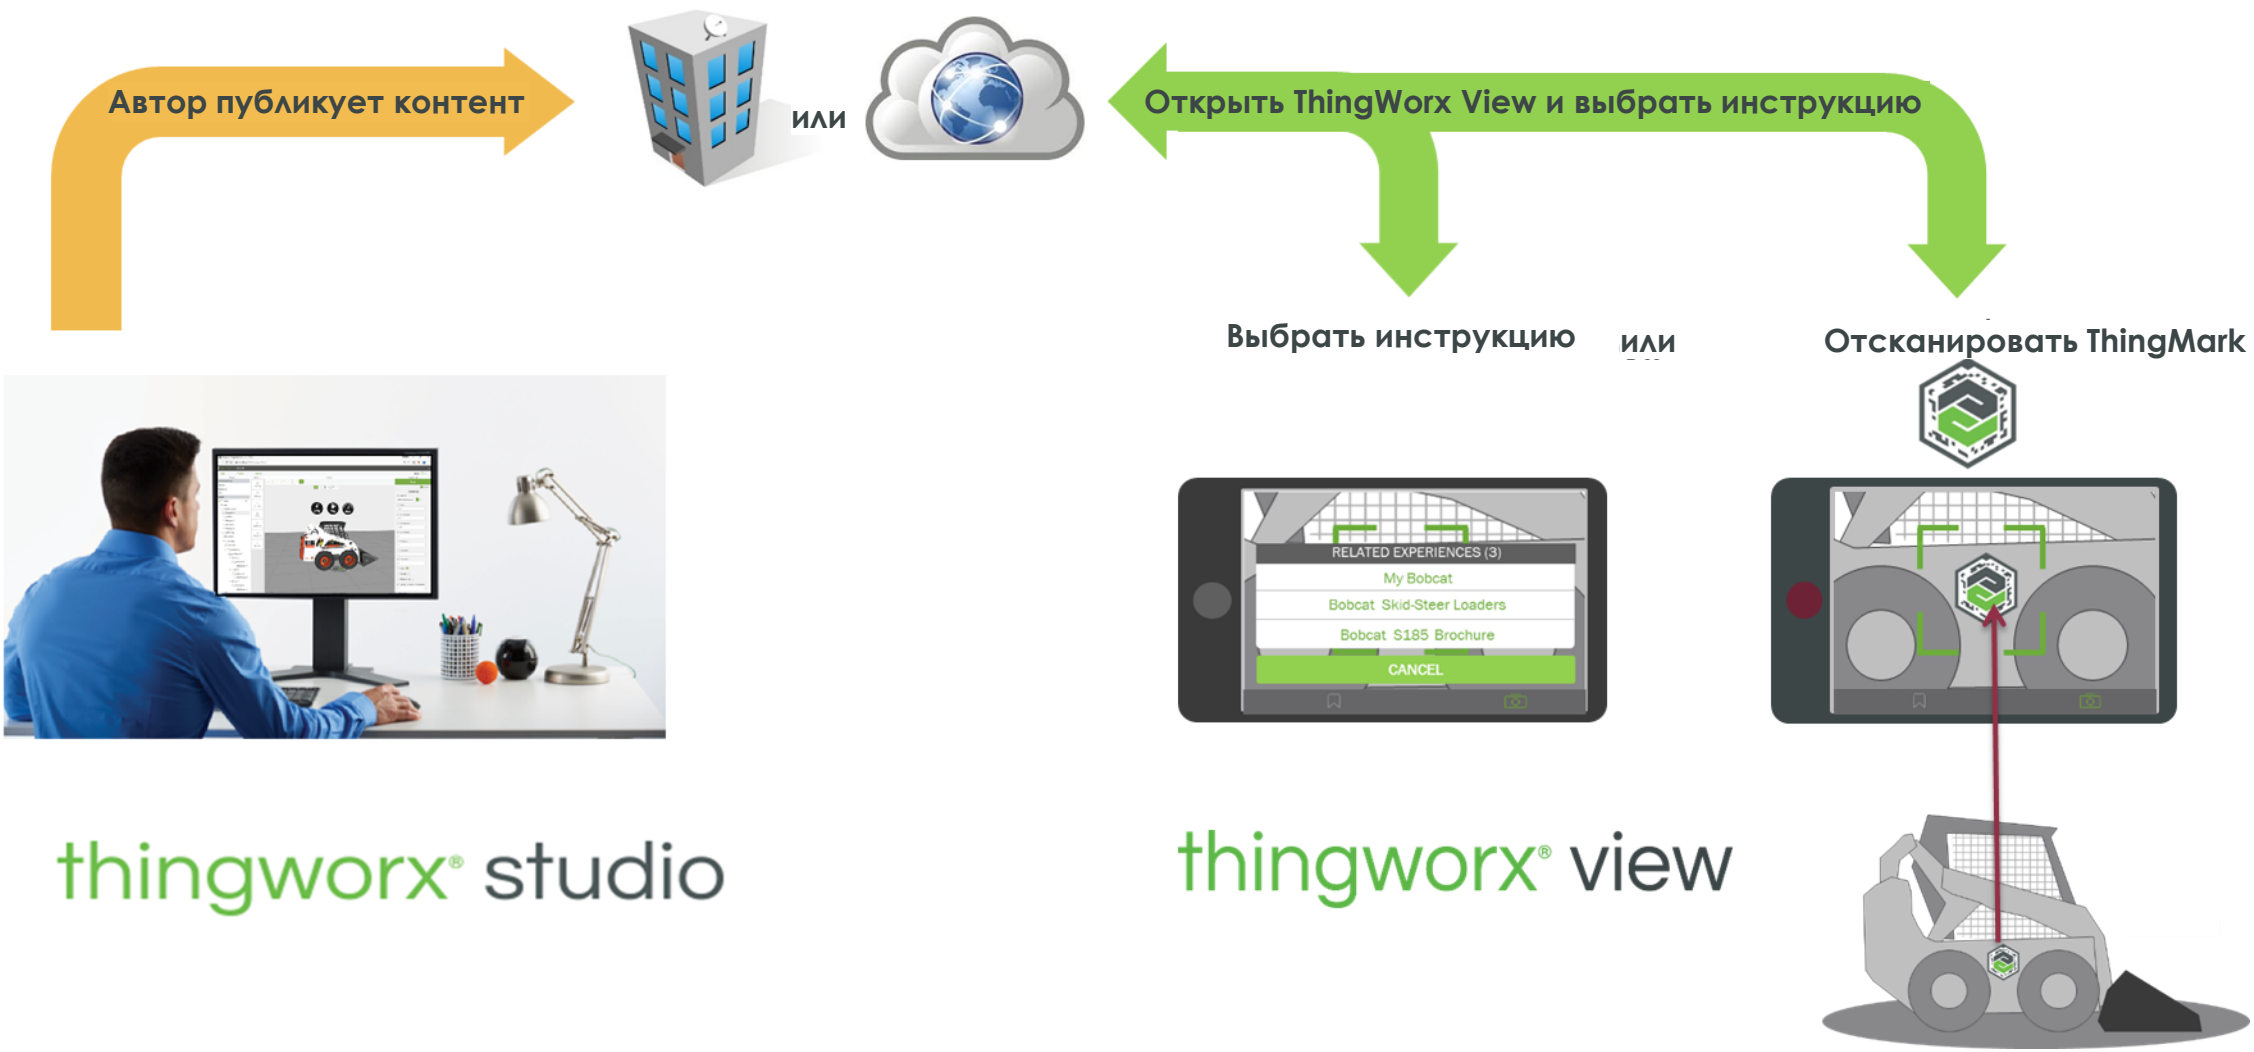 Автор публикует контент
или
Открыть ThingWorx View и выбрать инструкцию
Выбрать инструкцию
или
Отсканировать ThingMark
RELATED EXPERIENCES (3)
My Bobcat
Bobcat Skid-Steer Loaders
Bobcat S185 Brochure
CANCEL
thingworx® studio
thingworx® view